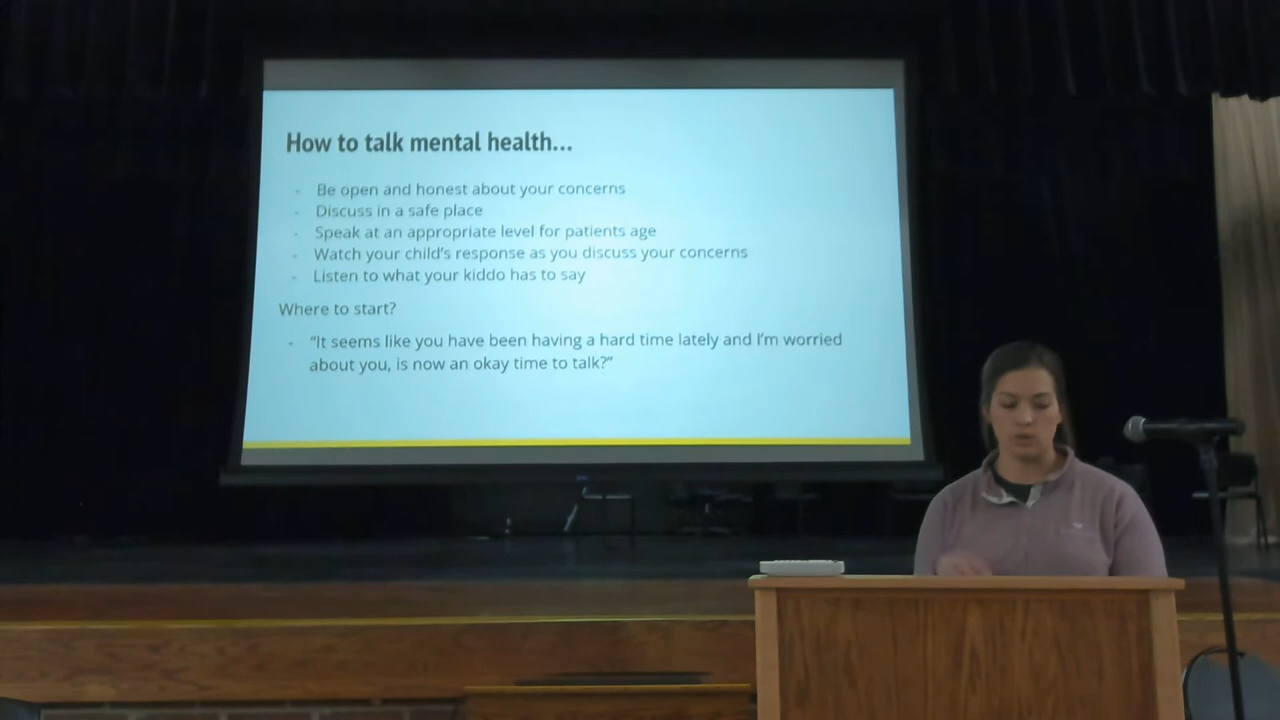 How to talk mental health...
- Be open and honest about your concerns
- Discuss in a safe place
- Speak at an appropriate level for patients age
- Watch your child's response as you discuss your concerns
- Listen to what your kiddo has to say
Where to start?
- "It seems like you have been having a hard time lately and I'm worried
about you, is now an okay time to talk?"